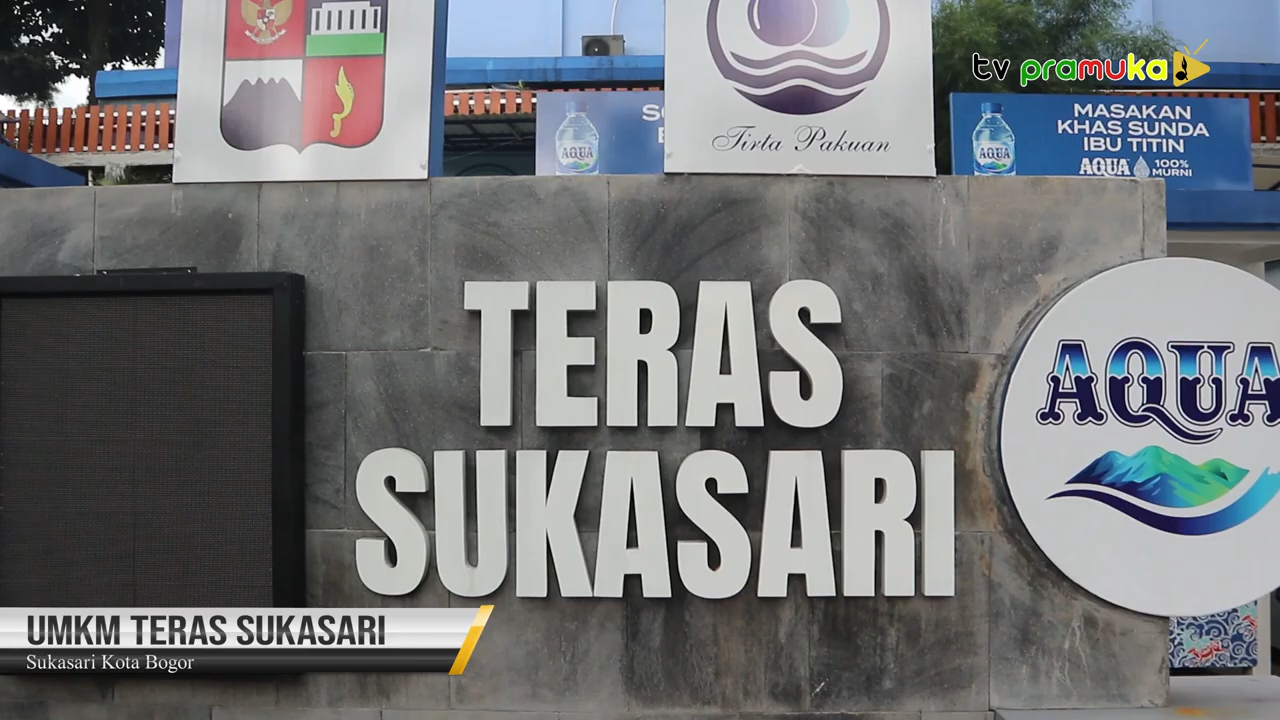 tv pramuka
Tirta Pakuan
AQUA
MASAKAN
KHAS SUNDA
IBU TITIN
AQUA 100%
MURNI
AQUA
TERAS
SUKASARI
AQUA
UMKM TERAS SUKASARI
Sukasari Kota Bogor